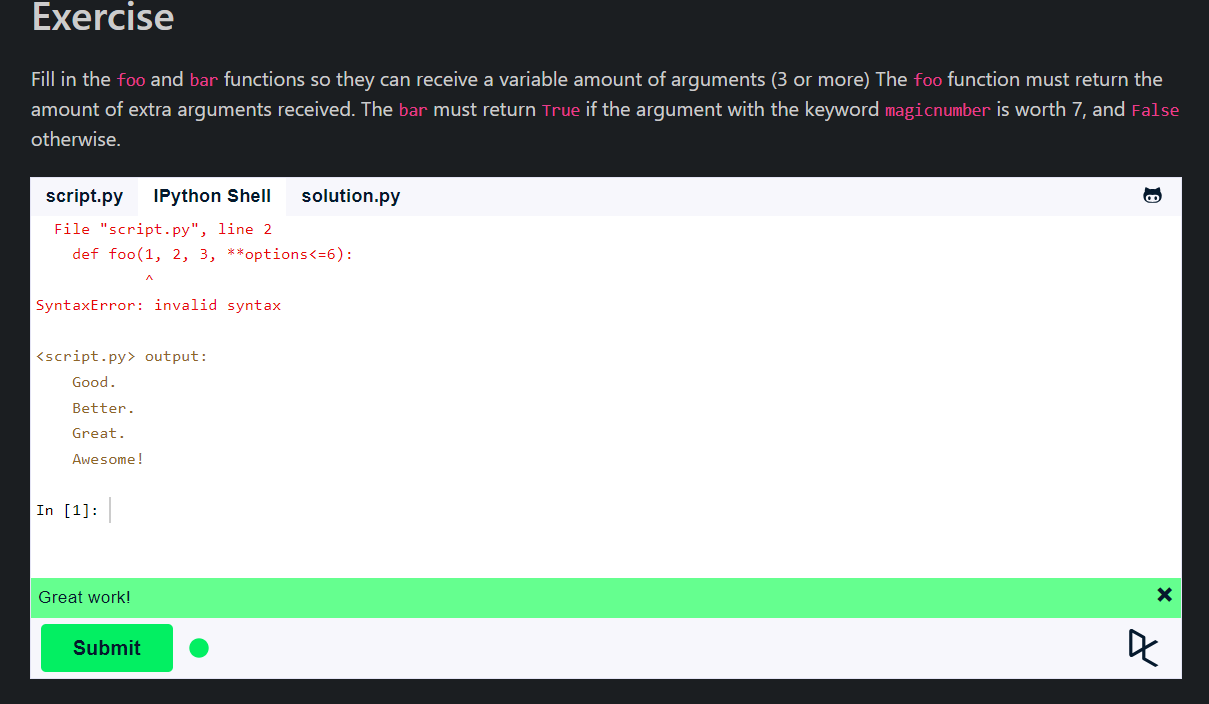 Exercise
Fill in the foo and bar functions so they can receive a variable amount of arguments (3 or more) The foo function must return the
amount of extra arguments received. The bar must return True if the argument with the keyword magicnumber is worth 7, and False
otherwise.
script.py IPython Shell solution.py
File "script.py", line 2
def foo(1, 2, 3, **options<=6):
^
SyntaxError: invalid syntax
<script.py> output:
Good.
Better.
Great.
Awesome!
In [1]:
Great work!
Submit